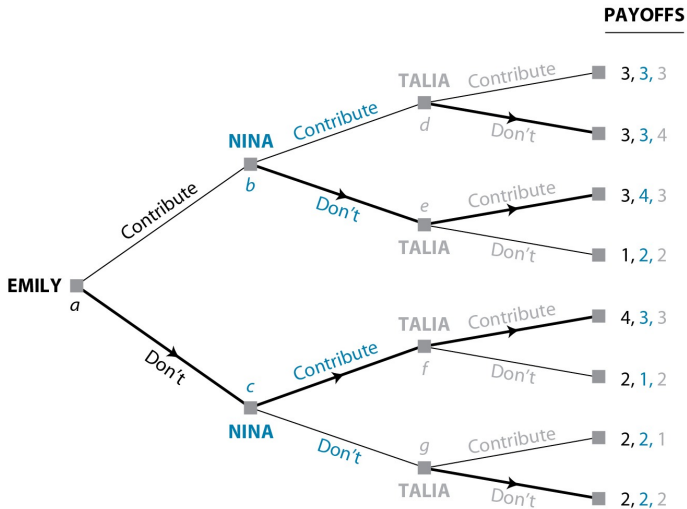 PAYOFFS
TALIA
Contribute
3, 3, 3
d
Don't
3, 3, 4
NINA
Contribute
b
Don't
e
Contribute
3, 4, 3
TALIA
Don't
1, 2, 2
Contribute
EMILY
a
Don't
TALIA
Contribute
4, 3, 3
f
Don't
2, 1, 2
c
Contribute
NINA
Don't
g
Contribute
2, 2, 1
TALIA
Don't
2, 2, 2